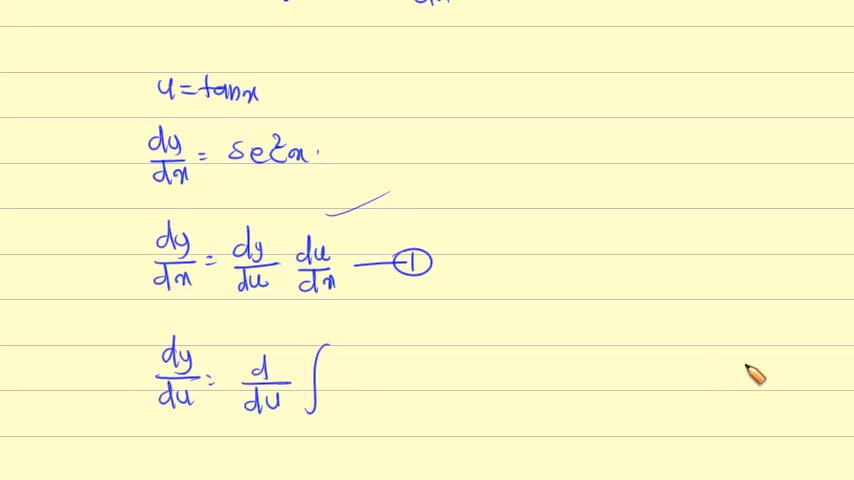 u = tanx
dy/dx = sec²x.
dy/dx = dy/du du/dx — ①
dy/du = d/du ∫